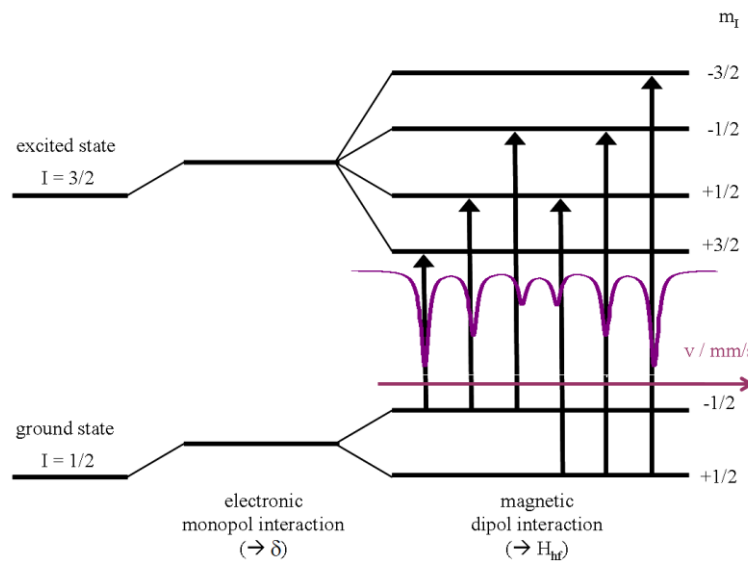 m_I
-3/2
-1/2
excited state
I = 3/2
+1/2
+3/2
v / mm/s
-1/2
ground state
I = 1/2
+1/2
electronic
monopol interaction
(→ δ)
magnetic
dipol interaction
(→ H_hf)